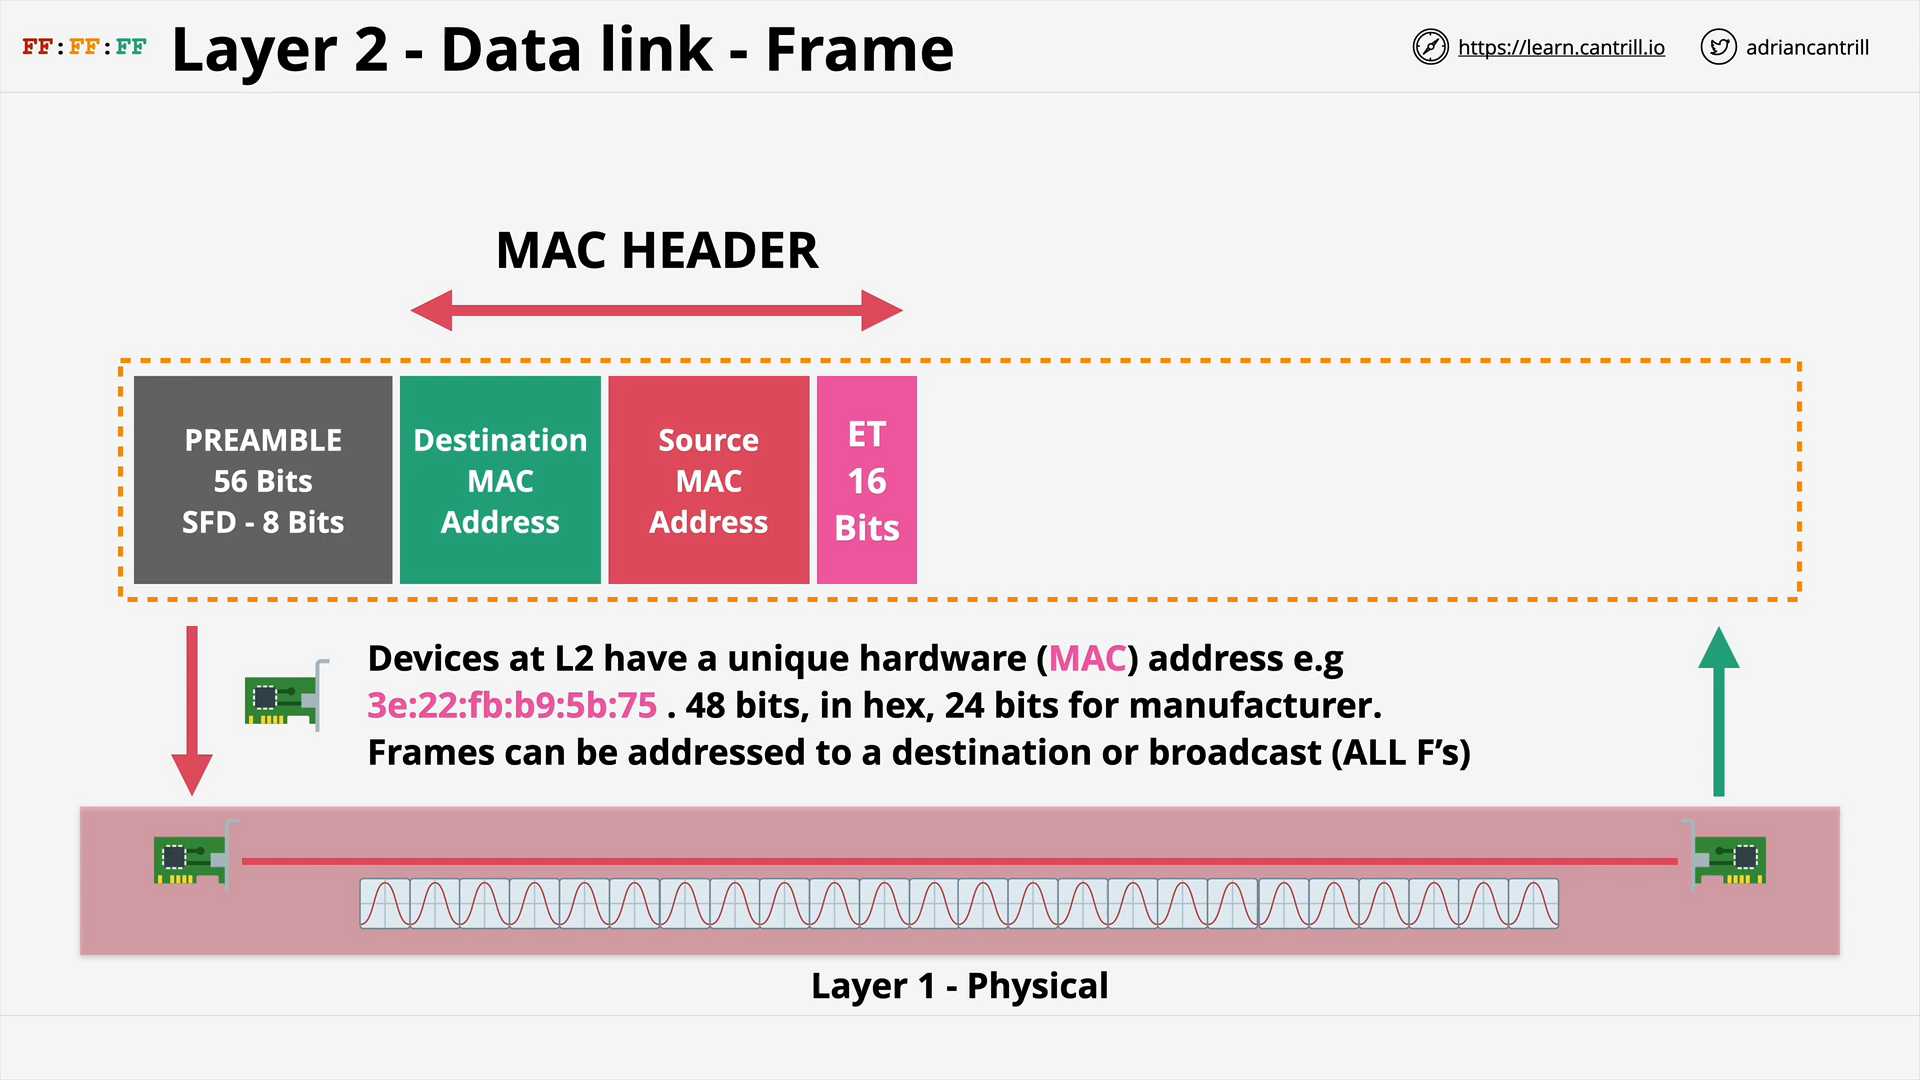 FF:FF:FF
Layer 2 - Data link - Frame
https://learn.cantrill.io
adriancantrill
MAC HEADER
PREAMBLE
56 Bits
SFD - 8 Bits
Destination
MAC
Address
Source
MAC
Address
ET
16
Bits
Devices at L2 have a unique hardware (MAC) address e.g
3e:22:fb:b9:5b:75 . 48 bits, in hex, 24 bits for manufacturer.
Frames can be addressed to a destination or broadcast (ALL F’s)
Layer 1 - Physical